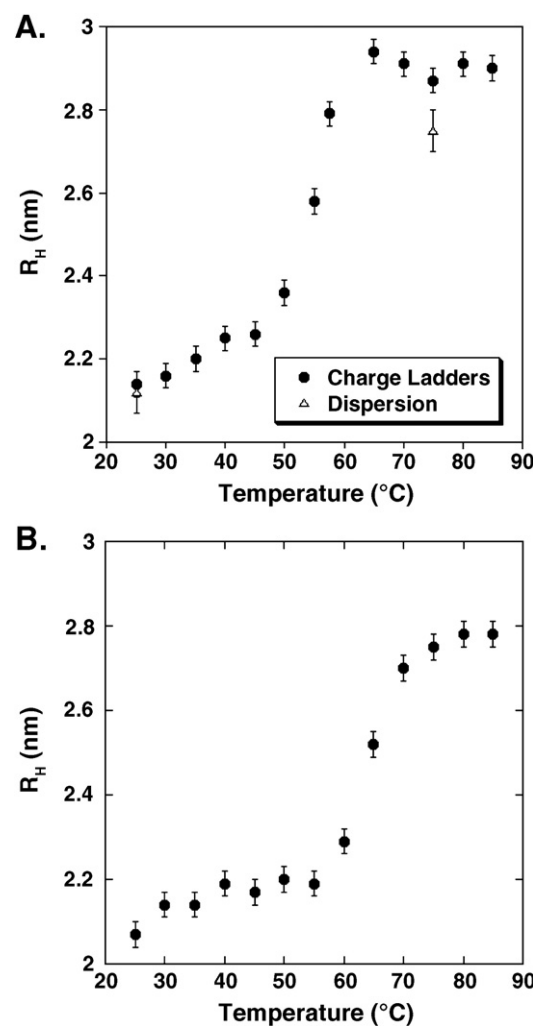 A.
3
2.8
2.6
2.4
2.2
2
R_H (nm)
Charge Ladders
Dispersion
20 30 40 50 60 70 80 90
Temperature (°C)
B.
3
2.8
2.6
2.4
2.2
2
R_H (nm)
20 30 40 50 60 70 80 90
Temperature (°C)